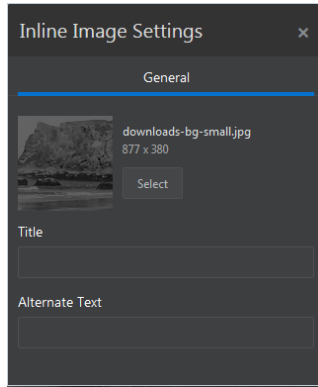 Inline Image Settings ×
General
downloads-bg-small.jpg
877 x 380
Select
Title
Alternate Text